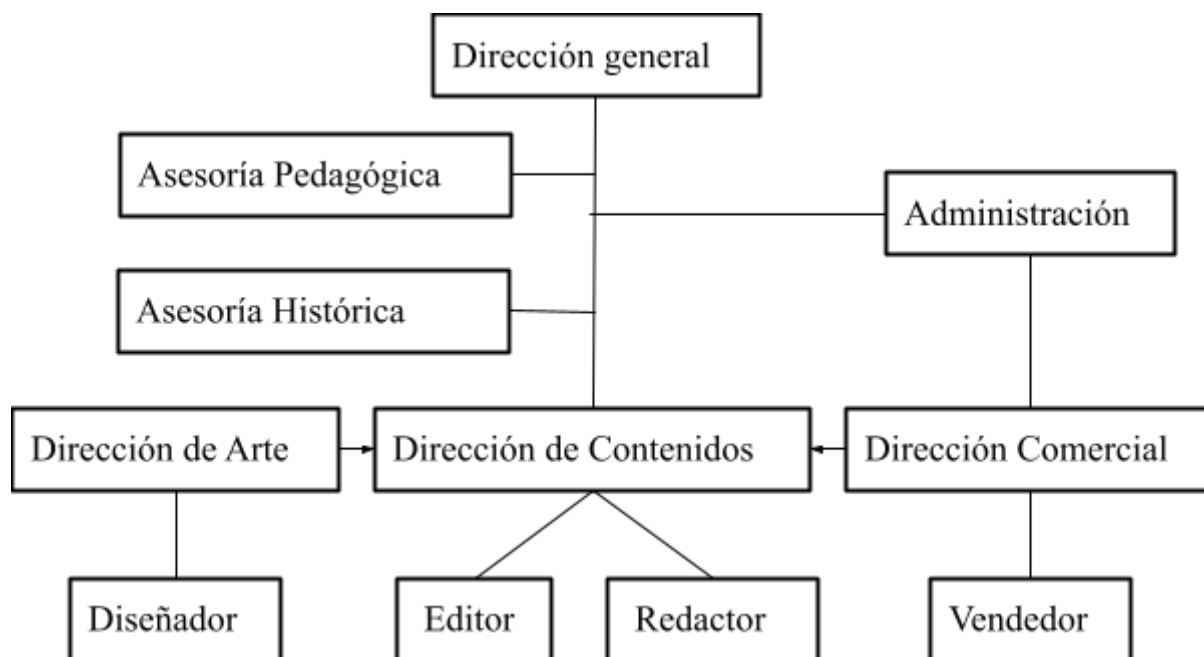 Dirección general
Asesoría Pedagógica
Administración
Asesoría Histórica
Dirección de Arte
Dirección de Contenidos
Dirección Comercial
Diseñador
Editor
Redactor
Vendedor